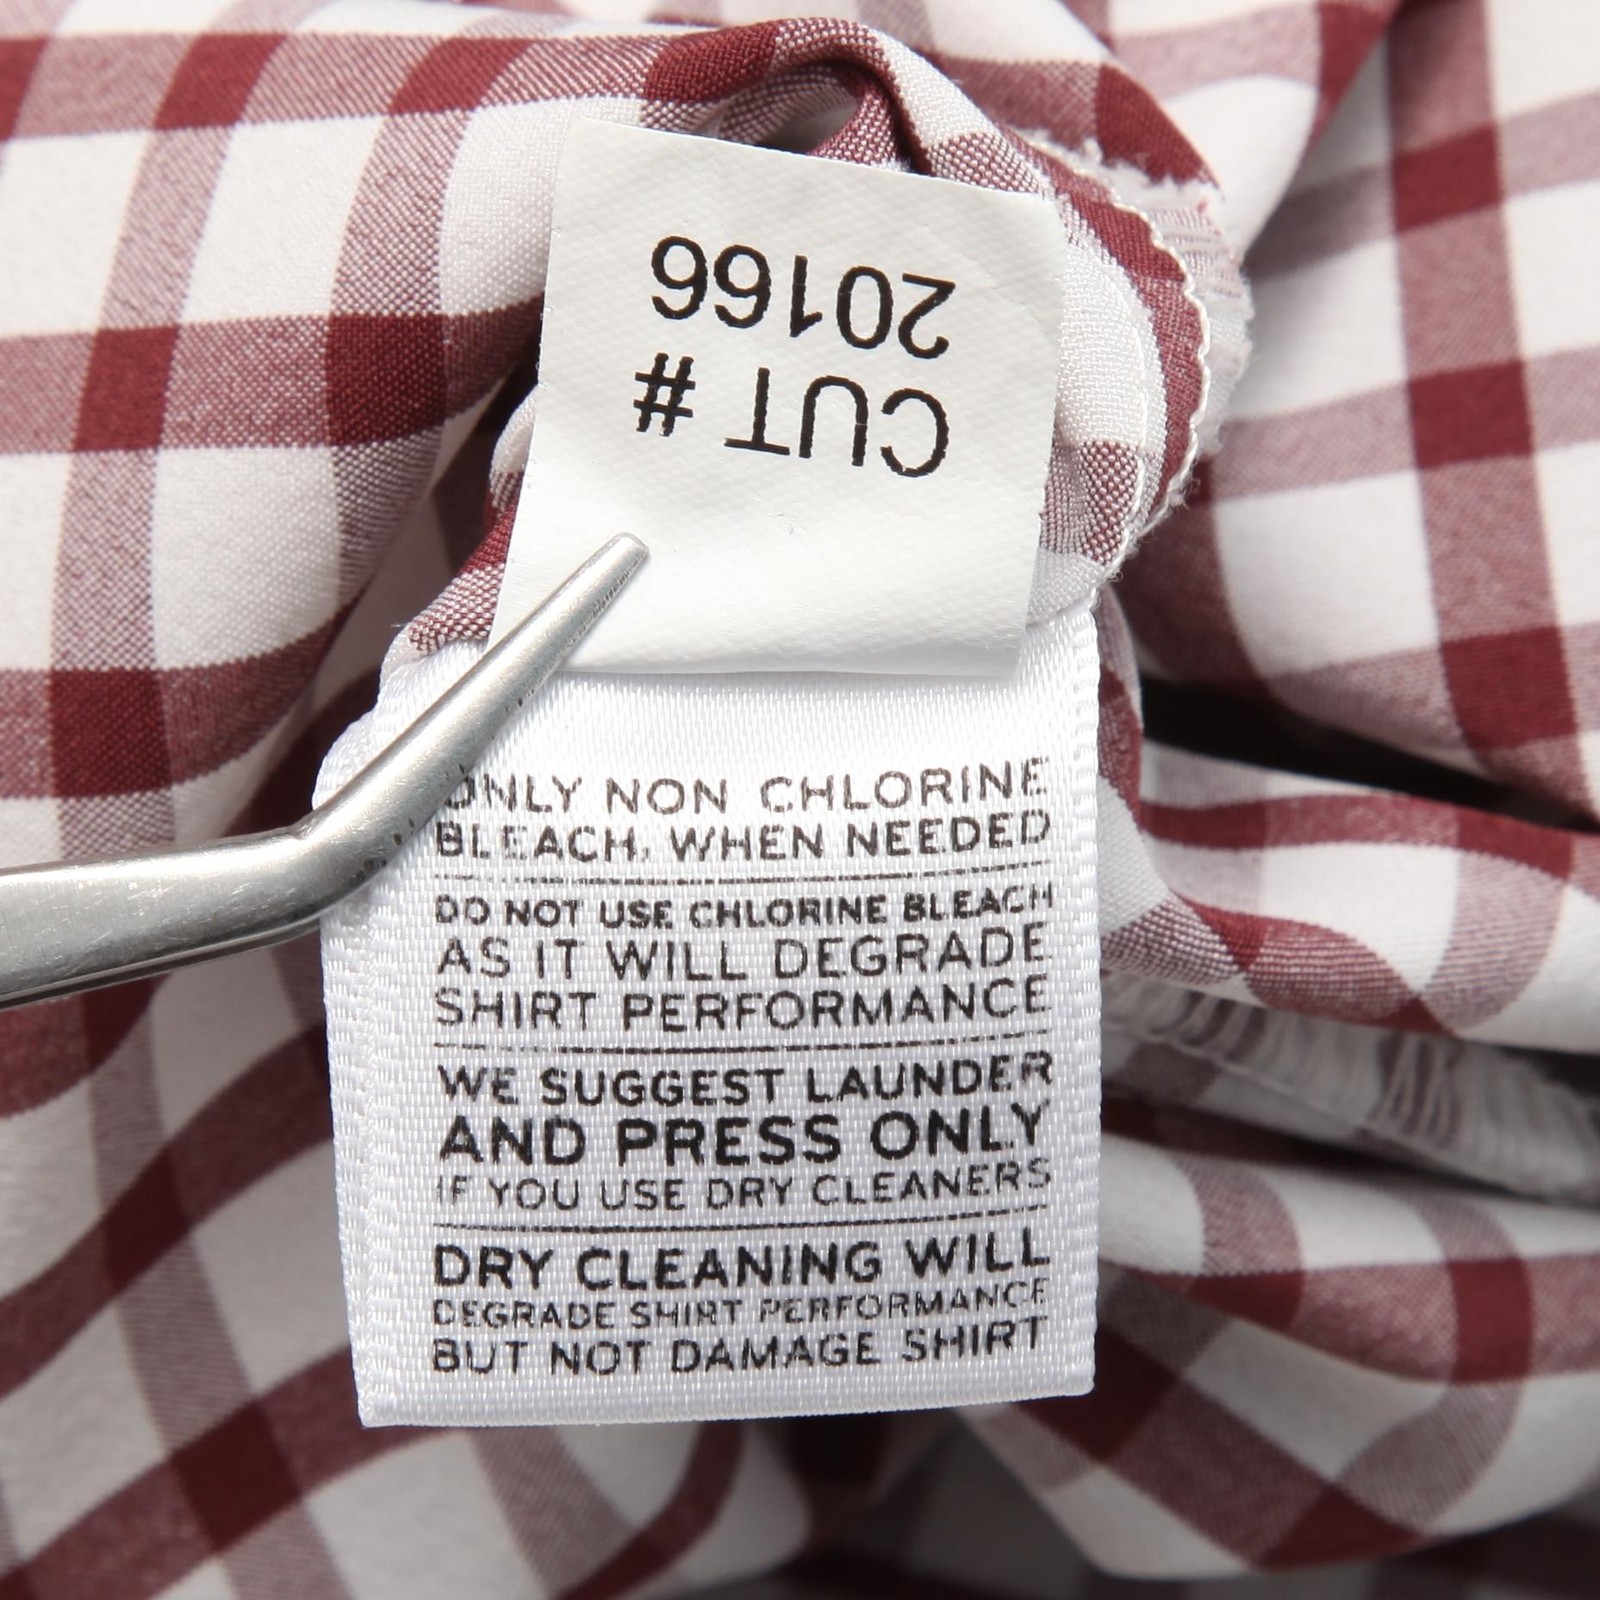 CUT #
20166
ONLY NON CHLORINE
BLEACH, WHEN NEEDED
DO NOT USE CHLORINE BLEACH
AS IT WILL DEGRADE
SHIRT PERFORMANCE
WE SUGGEST LAUNDER
AND PRESS ONLY
IF YOU USE DRY CLEANERS
DRY CLEANING WILL
DEGRADE SHIRT PERFORMANCE
BUT NOT DAMAGE SHIRT